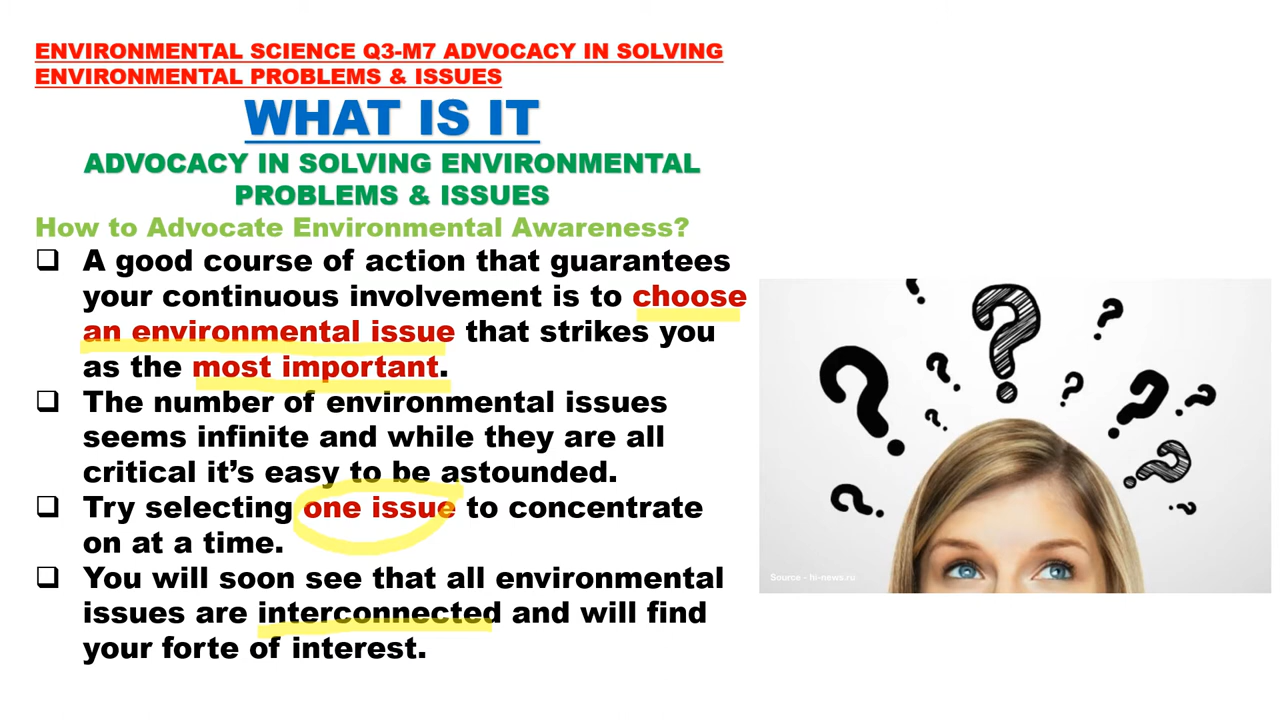 ENVIRONMENTAL SCIENCE Q3-M7 ADVOCACY IN SOLVING
ENVIRONMENTAL PROBLEMS & ISSUES
WHAT IS IT
ADVOCACY IN SOLVING ENVIRONMENTAL
PROBLEMS & ISSUES
How to Advocate Environmental Awareness?
❑ A good course of action that guarantees
your continuous involvement is to choose
an environmental issue that strikes you
as the most important.
❑ The number of environmental issues
seems infinite and while they are all
critical it’s easy to be astounded.
❑ Try selecting one issue to concentrate
on at a time.
❑ You will soon see that all environmental
issues are interconnected and will find
your forte of interest.
Source - hi-news.ru